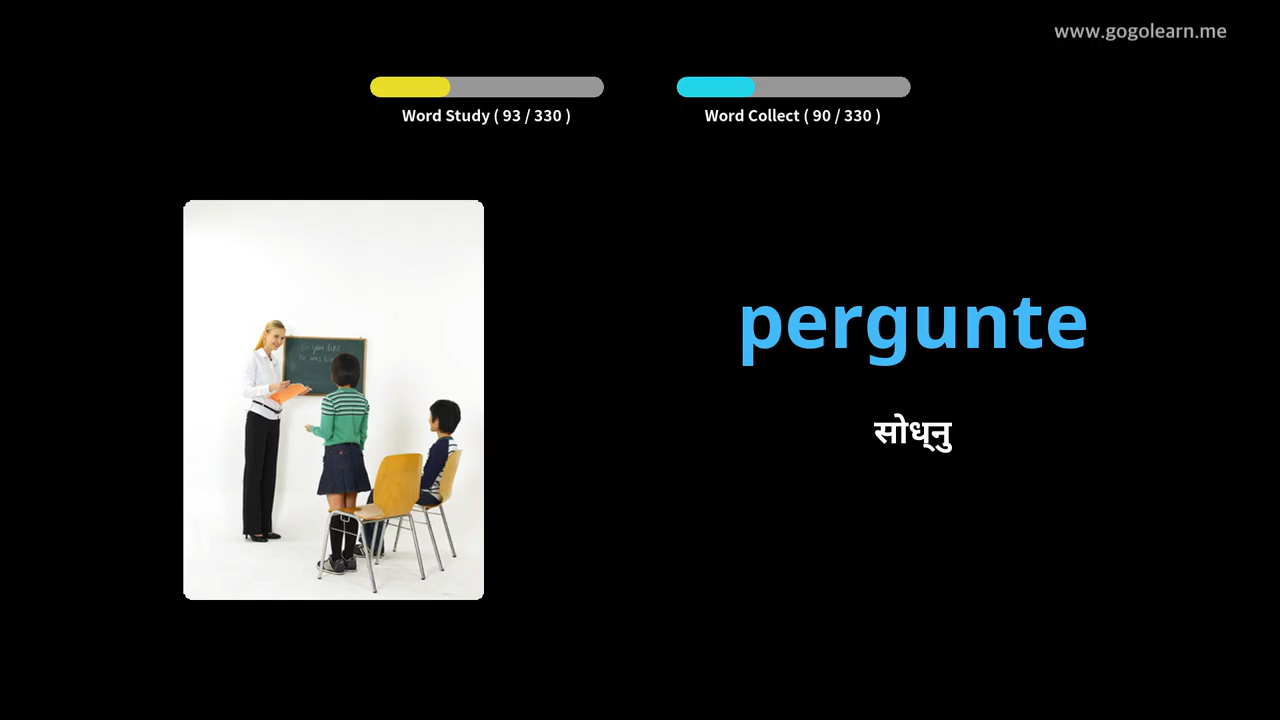 www.gogolearn.me
Word Study ( 93 / 330 )
Word Collect ( 90 / 330 )
pergunte
सोध्नु